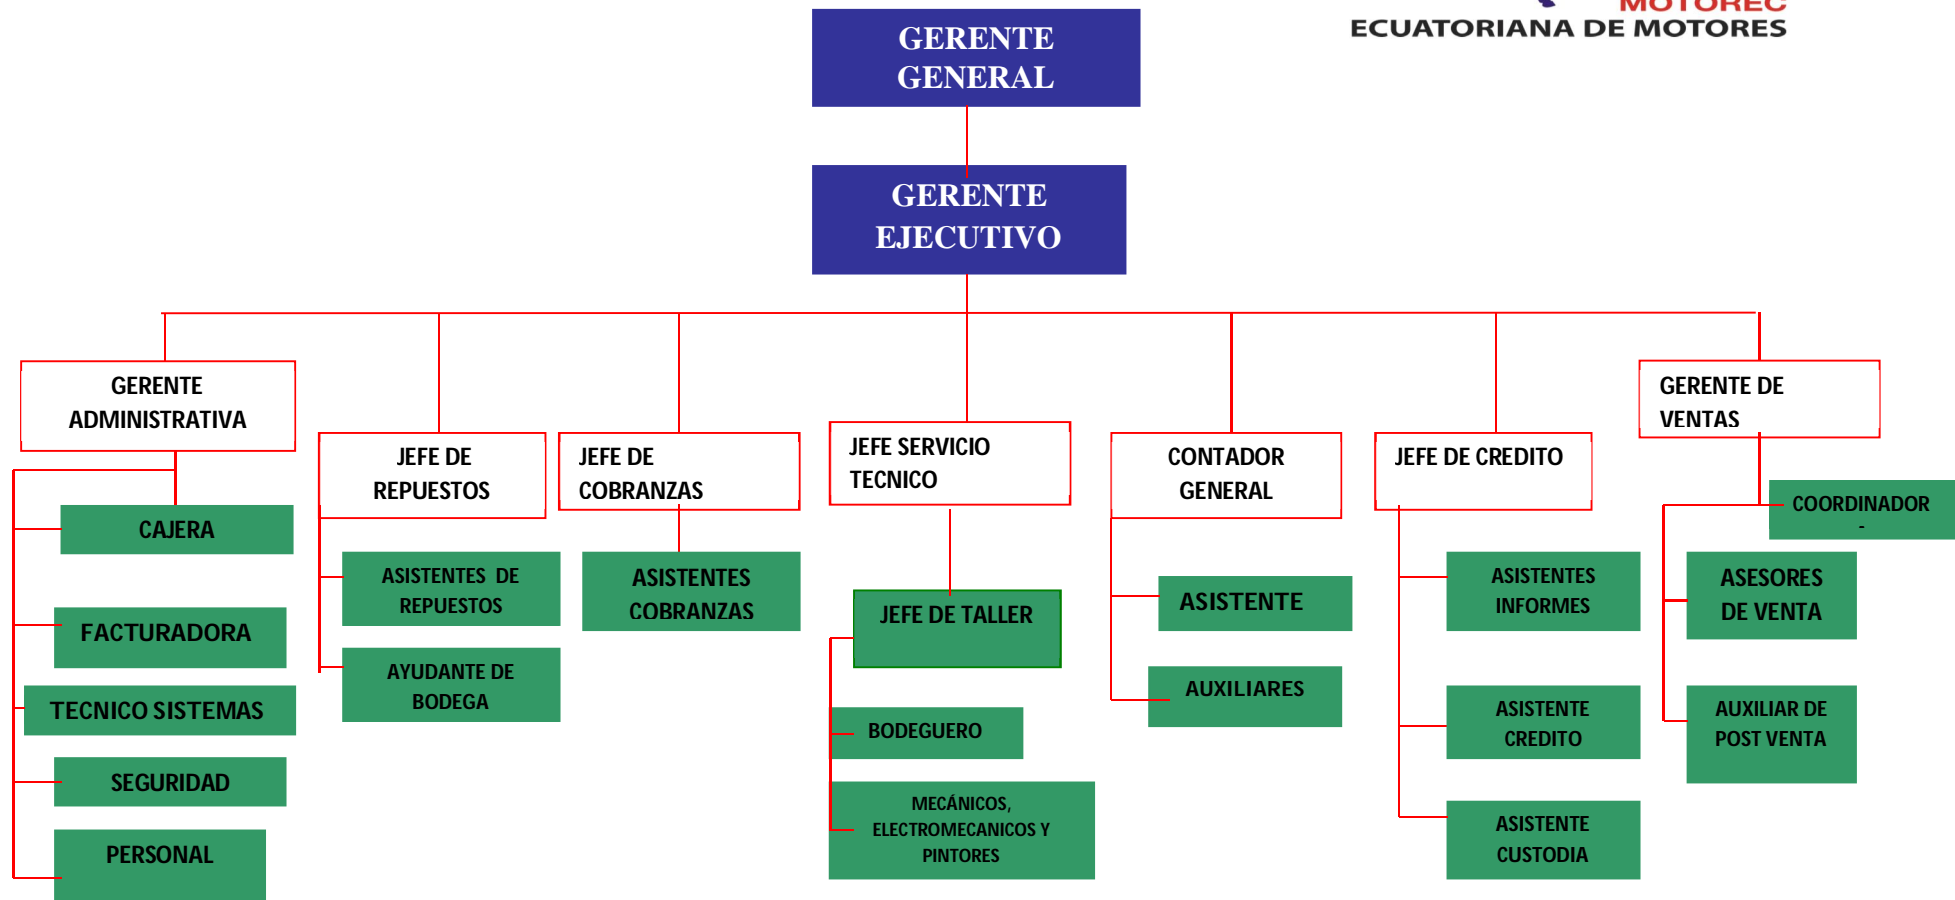 MOTOREC
ECUATORIANA DE MOTORES
GERENTE
GENERAL
GERENTE
EJECUTIVO
GERENTE
ADMINISTRATIVA
CAJERA
FACTURADORA
TECNICO SISTEMAS
SEGURIDAD
PERSONAL
JEFE DE
REPUESTOS
ASISTENTES DE
REPUESTOS
AYUDANTE DE
BODEGA
JEFE DE
COBRANZAS
ASISTENTES
COBRANZAS
JEFE SERVICIO
TECNICO
JEFE DE TALLER
BODEGUERO
MECÁNICOS,
ELECTROMECANICOS Y
PINTORES
CONTADOR
GENERAL
ASISTENTE
AUXILIARES
JEFE DE CREDITO
ASISTENTES
INFORMES
ASISTENTE
CREDITO
ASISTENTE
CUSTODIA
GERENTE DE
VENTAS
COORDINADOR
-
ASESORES
DE VENTA
AUXILIAR DE
POST VENTA